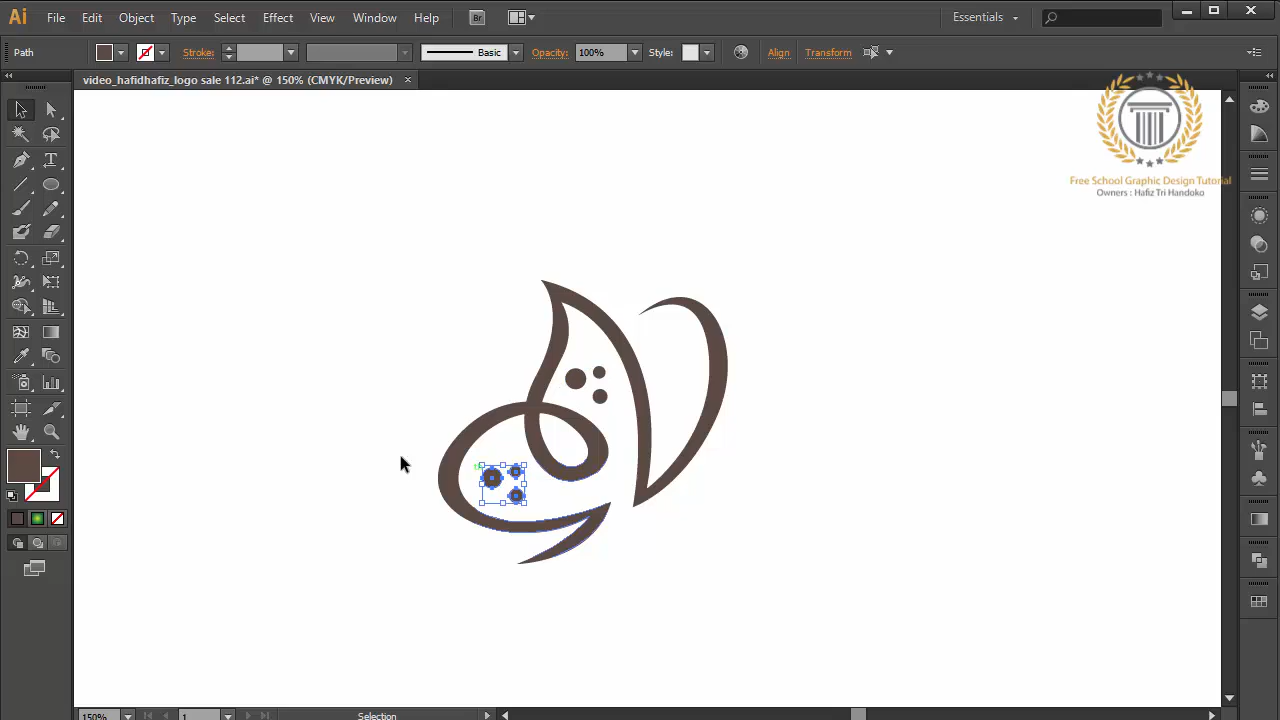 Ai File Edit Object Type Select Effect View Window Help Br Essentials
Path Stroke: Basic Opacity: 100% Style: Align Transform
video_hafidhafiz_logo sale 112.ai* @ 150% (CMYK/Preview)
Free School Graphic Design Tutorial
Owners : Hafiz Tri Handoko
150% 1 Selection